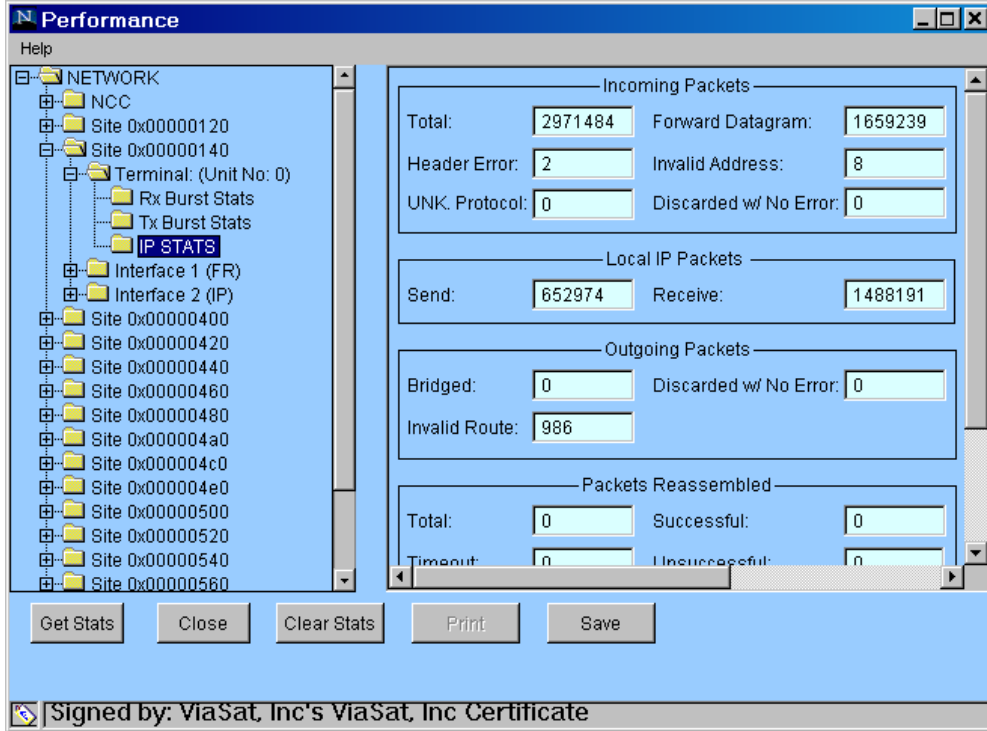 Performance
Help
NETWORK
NCC
Site 0x00000120
Site 0x00000140
Terminal: (Unit No: 0)
Rx Burst Stats
Tx Burst Stats
IP STATS
Interface 1 (FR)
Interface 2 (IP)
Site 0x00000400
Site 0x00000420
Site 0x00000440
Site 0x00000460
Site 0x00000480
Site 0x000004a0
Site 0x000004c0
Site 0x000004e0
Site 0x00000500
Site 0x00000520
Site 0x00000540
Site 0x00000560
Incoming Packets
Total: 2971484 Forward Datagram: 1659239
Header Error: 2 Invalid Address: 8
UNK. Protocol: 0 Discarded w/ No Error: 0
Local IP Packets
Send: 652974 Receive: 1488191
Outgoing Packets
Bridged: 0 Discarded w/ No Error: 0
Invalid Route: 986
Packets Reassembled
Total: 0 Successful: 0
Timeout: 0 Unsuccessful: 0
Get Stats Close Clear Stats Print Save
Signed by: ViaSat, Inc's ViaSat, Inc Certificate